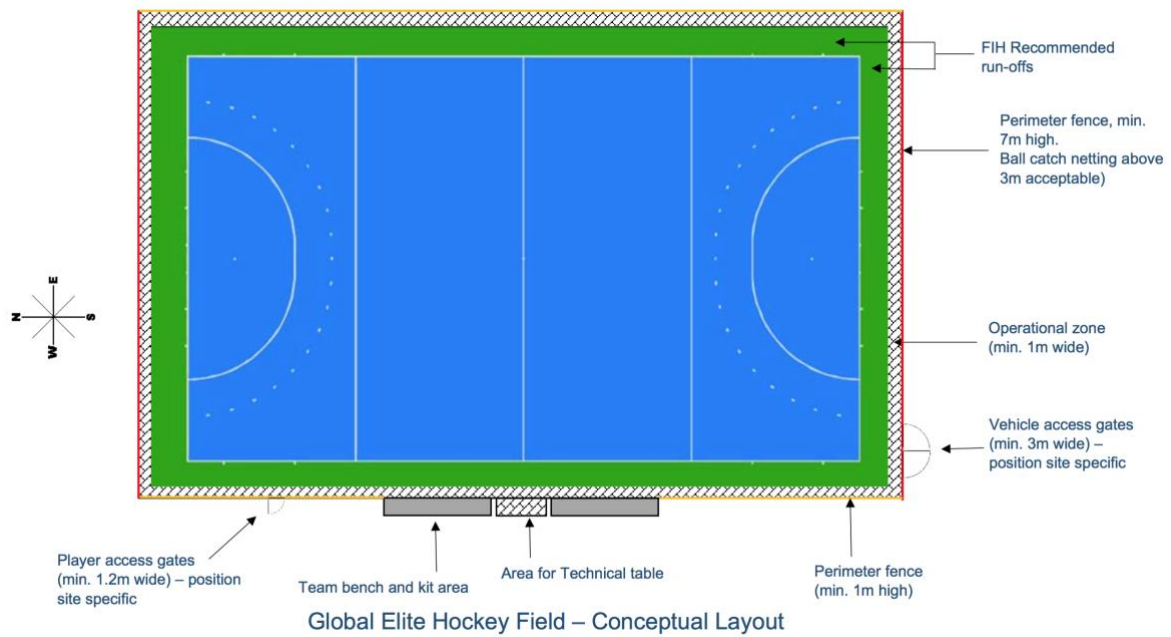 FIH Recommended
run-offs
Perimeter fence, min.
7m high.
Ball catch netting above
3m acceptable)
E
N
S
W
Operational zone
(min. 1m wide)
Vehicle access gates
(min. 3m wide) –
position site specific
Player access gates
(min. 1.2m wide) – position
site specific
Team bench and kit area
Area for Technical table
Perimeter fence
(min. 1m high)
Global Elite Hockey Field – Conceptual Layout